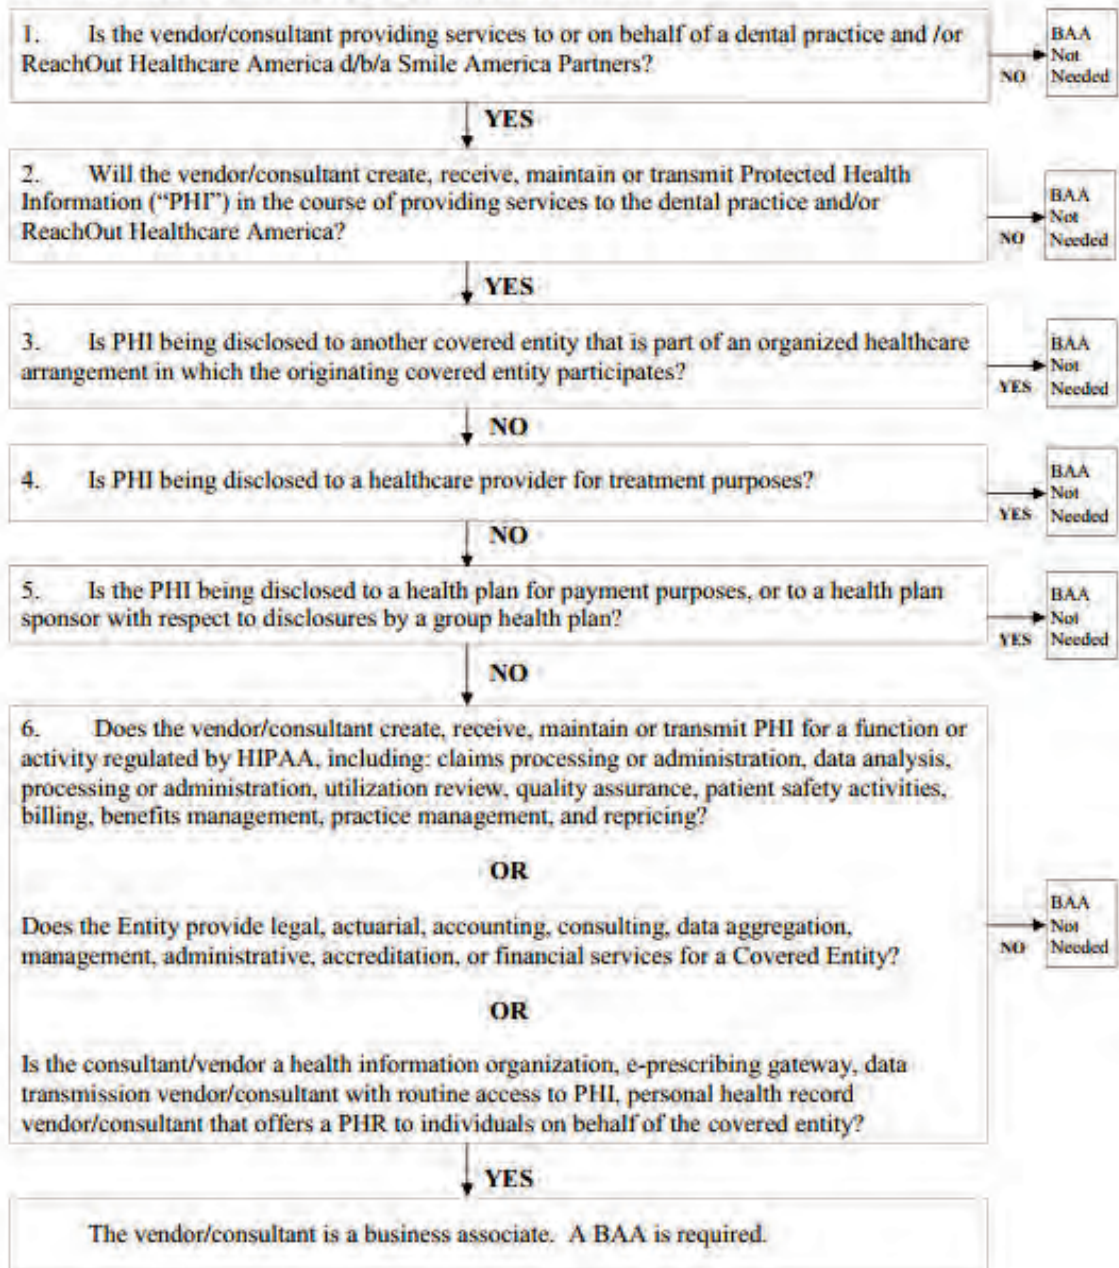 1. Is the vendor/consultant providing services to or on behalf of a dental practice and /or
ReachOut Healthcare America d/b/a Smile America Partners?
NO
BAA
Not
Needed
YES
2. Will the vendor/consultant create, receive, maintain or transmit Protected Health
Information (“PHI”) in the course of providing services to the dental practice and/or
ReachOut Healthcare America?
NO
BAA
Not
Needed
YES
3. Is PHI being disclosed to another covered entity that is part of an organized healthcare
arrangement in which the originating covered entity participates?
YES
BAA
Not
Needed
NO
4. Is PHI being disclosed to a healthcare provider for treatment purposes?
YES
BAA
Not
Needed
NO
5. Is the PHI being disclosed to a health plan for payment purposes, or to a health plan
sponsor with respect to disclosures by a group health plan?
YES
BAA
Not
Needed
NO
6. Does the vendor/consultant create, receive, maintain or transmit PHI for a function or
activity regulated by HIPAA, including: claims processing or administration, data analysis,
processing or administration, utilization review, quality assurance, patient safety activities,
billing, benefits management, practice management, and repricing?
OR
Does the Entity provide legal, actuarial, accounting, consulting, data aggregation,
management, administrative, accreditation, or financial services for a Covered Entity?
OR
Is the consultant/vendor a health information organization, e-prescribing gateway, data
transmission vendor/consultant with routine access to PHI, personal health record
vendor/consultant that offers a PHR to individuals on behalf of the covered entity?
NO
BAA
Not
Needed
YES
The vendor/consultant is a business associate. A BAA is required.